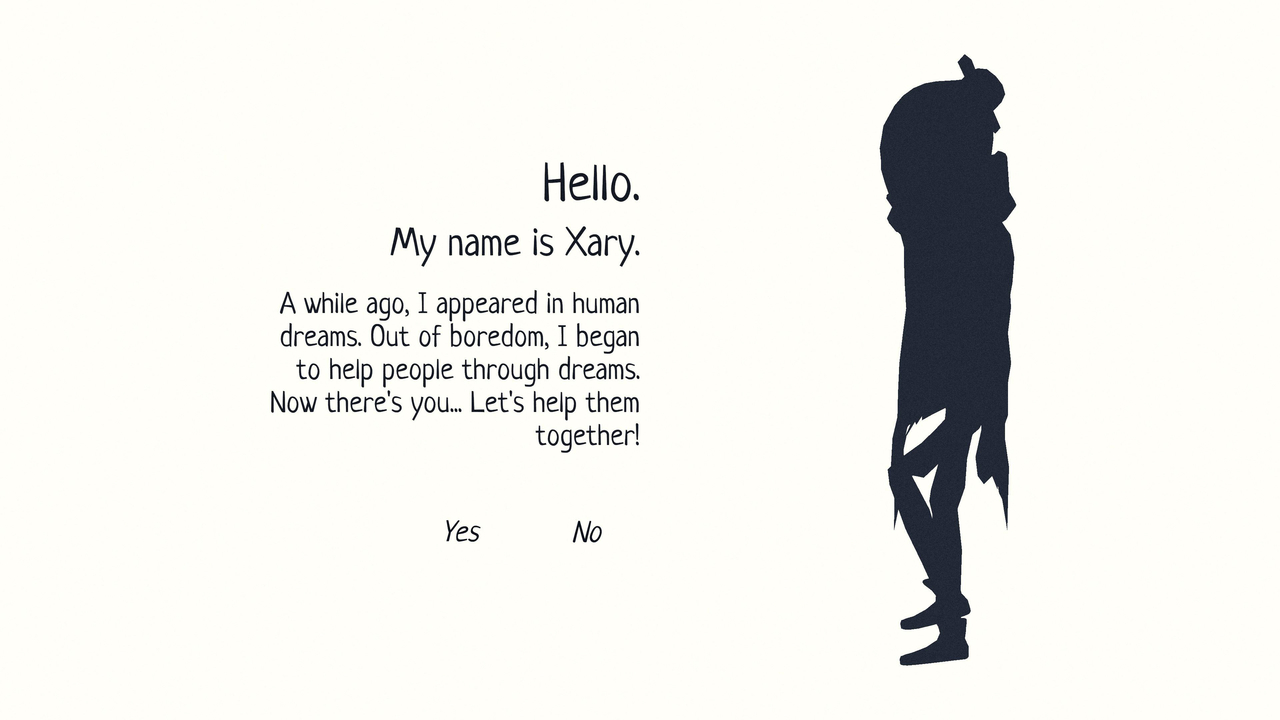 Hello.
My name is Xary.
A while ago, I appeared in human
dreams. Out of boredom, I began
to help people through dreams.
Now there's you... Let's help them
together!
Yes No